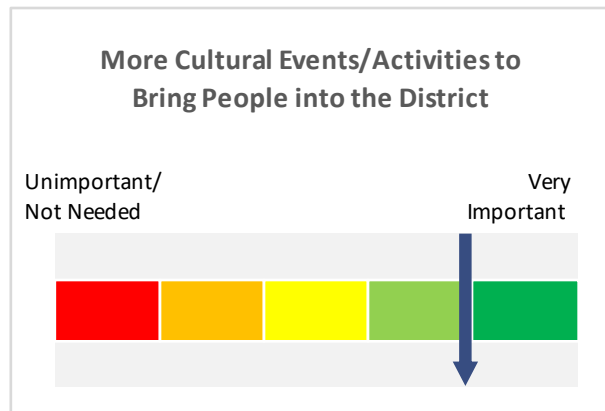 More Cultural Events/Activities to
Bring People into the District
Unimportant/
Not Needed
Very
Important